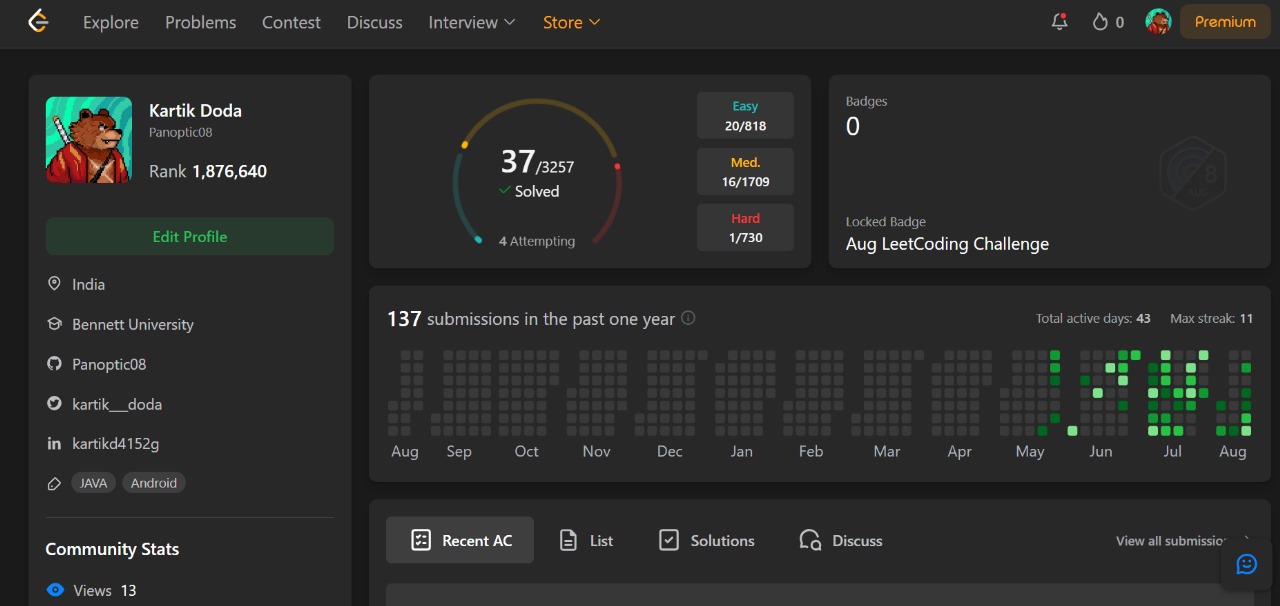 Explore Problems Contest Discuss Interview Store 0 Premium
Kartik Doda
Panoptic08
Rank 1,876,640
Edit Profile
India
Bennett University
Panoptic08
kartik__doda
kartikd4152g
JAVA Android
Community Stats
Views 13
37/3257
Solved
4 Attempting
Easy
20/818
Med.
16/1709
Hard
1/730
Badges
0
Locked Badge
Aug LeetCoding Challenge
8
AUG
137 submissions in the past one year
Total active days: 43 Max streak: 11
Aug Sep Oct Nov Dec Jan Feb Mar Apr May Jun Jul Aug
Recent AC List Solutions Discuss
View all